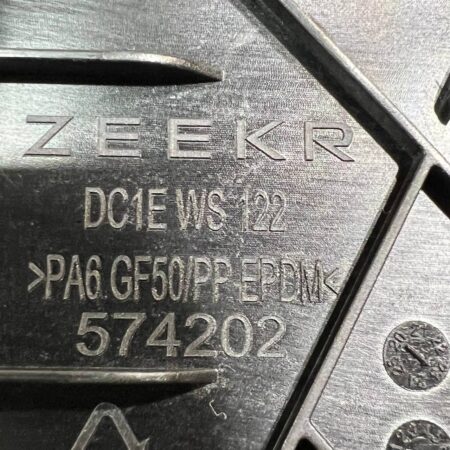 ZEEKR
DC1E WS 122
>PA6 GF50/PP-EPDM<
574202